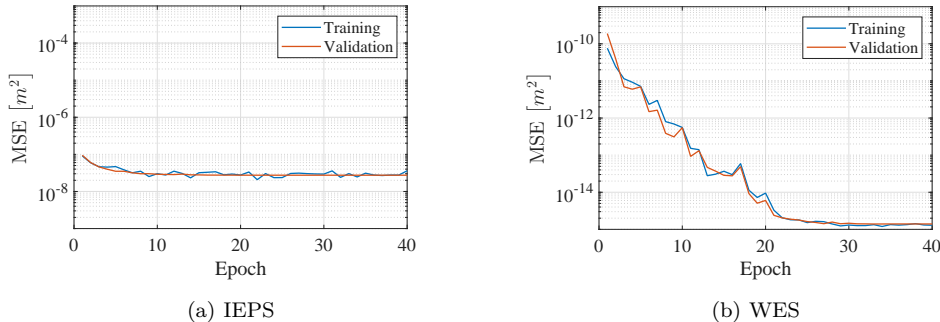 Training
Validation
10^{-4}
10^{-6}
10^{-8}
MSE [m^2]
0
10
20
30
40
Epoch
(a) IEPS
Training
Validation
10^{-10}
10^{-12}
10^{-14}
MSE [m^2]
0
10
20
30
40
Epoch
(b) WES